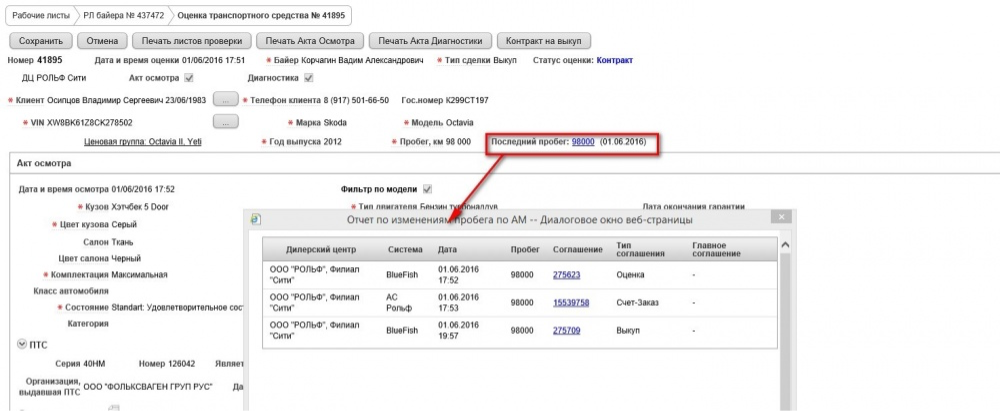 Рабочие листы РЛ байера № 437472 Оценка транспортного средства № 41895
Сохранить Отмена Печать листов проверки Печать Акта Осмотра Печать Акта Диагностики Контракт на выкуп
Номер 41895 Дата и время оценки 01/06/2016 17:51 * Байер Корчагин Вадим Александрович * Тип сделки Выкуп Статус оценки: Контракт
ДЦ РОЛЬФ Сити Акт осмотра Диагностика
* Клиент Осипцов Владимир Сергеевич 23/06/1983 ... * Телефон клиента 8 (917) 501-66-50 Гос.номер К299СТ197
* VIN XW8BK61Z8CK278502 ... * Марка Skoda * Модель Octavia
Ценовая группа: Octavia II, Yeti * Год выпуска 2012 * Пробег, км 98 000 Последний пробег: 98000 (01.06.2016)
Акт осмотра
Дата и время осмотра 01/06/2016 17:52 Фильтр по модели
* Кузов Хэтчбек 5 Door * Тип двигателя Бензин турбонаддув Дата окончания гарантии
* Цвет кузова Серый
Салон Ткань
Цвет салона Черный
* Комплектация Максимальная
Класс автомобиля
* Состояние Standart: Удовлетворительное сос
Категория
ПТС
Серия 40НМ Номер 126042 Являет
Организация, выдавшая ПТС ООО "ФОЛЬКСВАГЕН ГРУП РУС" Да
Отчет по изменениям пробега по АМ -- Диалоговое окно веб-страницы
Дилерский центр Система Дата Пробег Соглашение Тип соглашения Главное соглашение
ООО "РОЛЬФ", Филиал "Сити" BlueFish 01.06.2016 17:52 98000 275623 Оценка -
ООО "РОЛЬФ", Филиал "Сити" АС Рольф 01.06.2016 17:53 98000 15539758 Счет-Заказ -
ООО "РОЛЬФ", Филиал "Сити" BlueFish 01.06.2016 19:57 98000 275709 Выкуп -